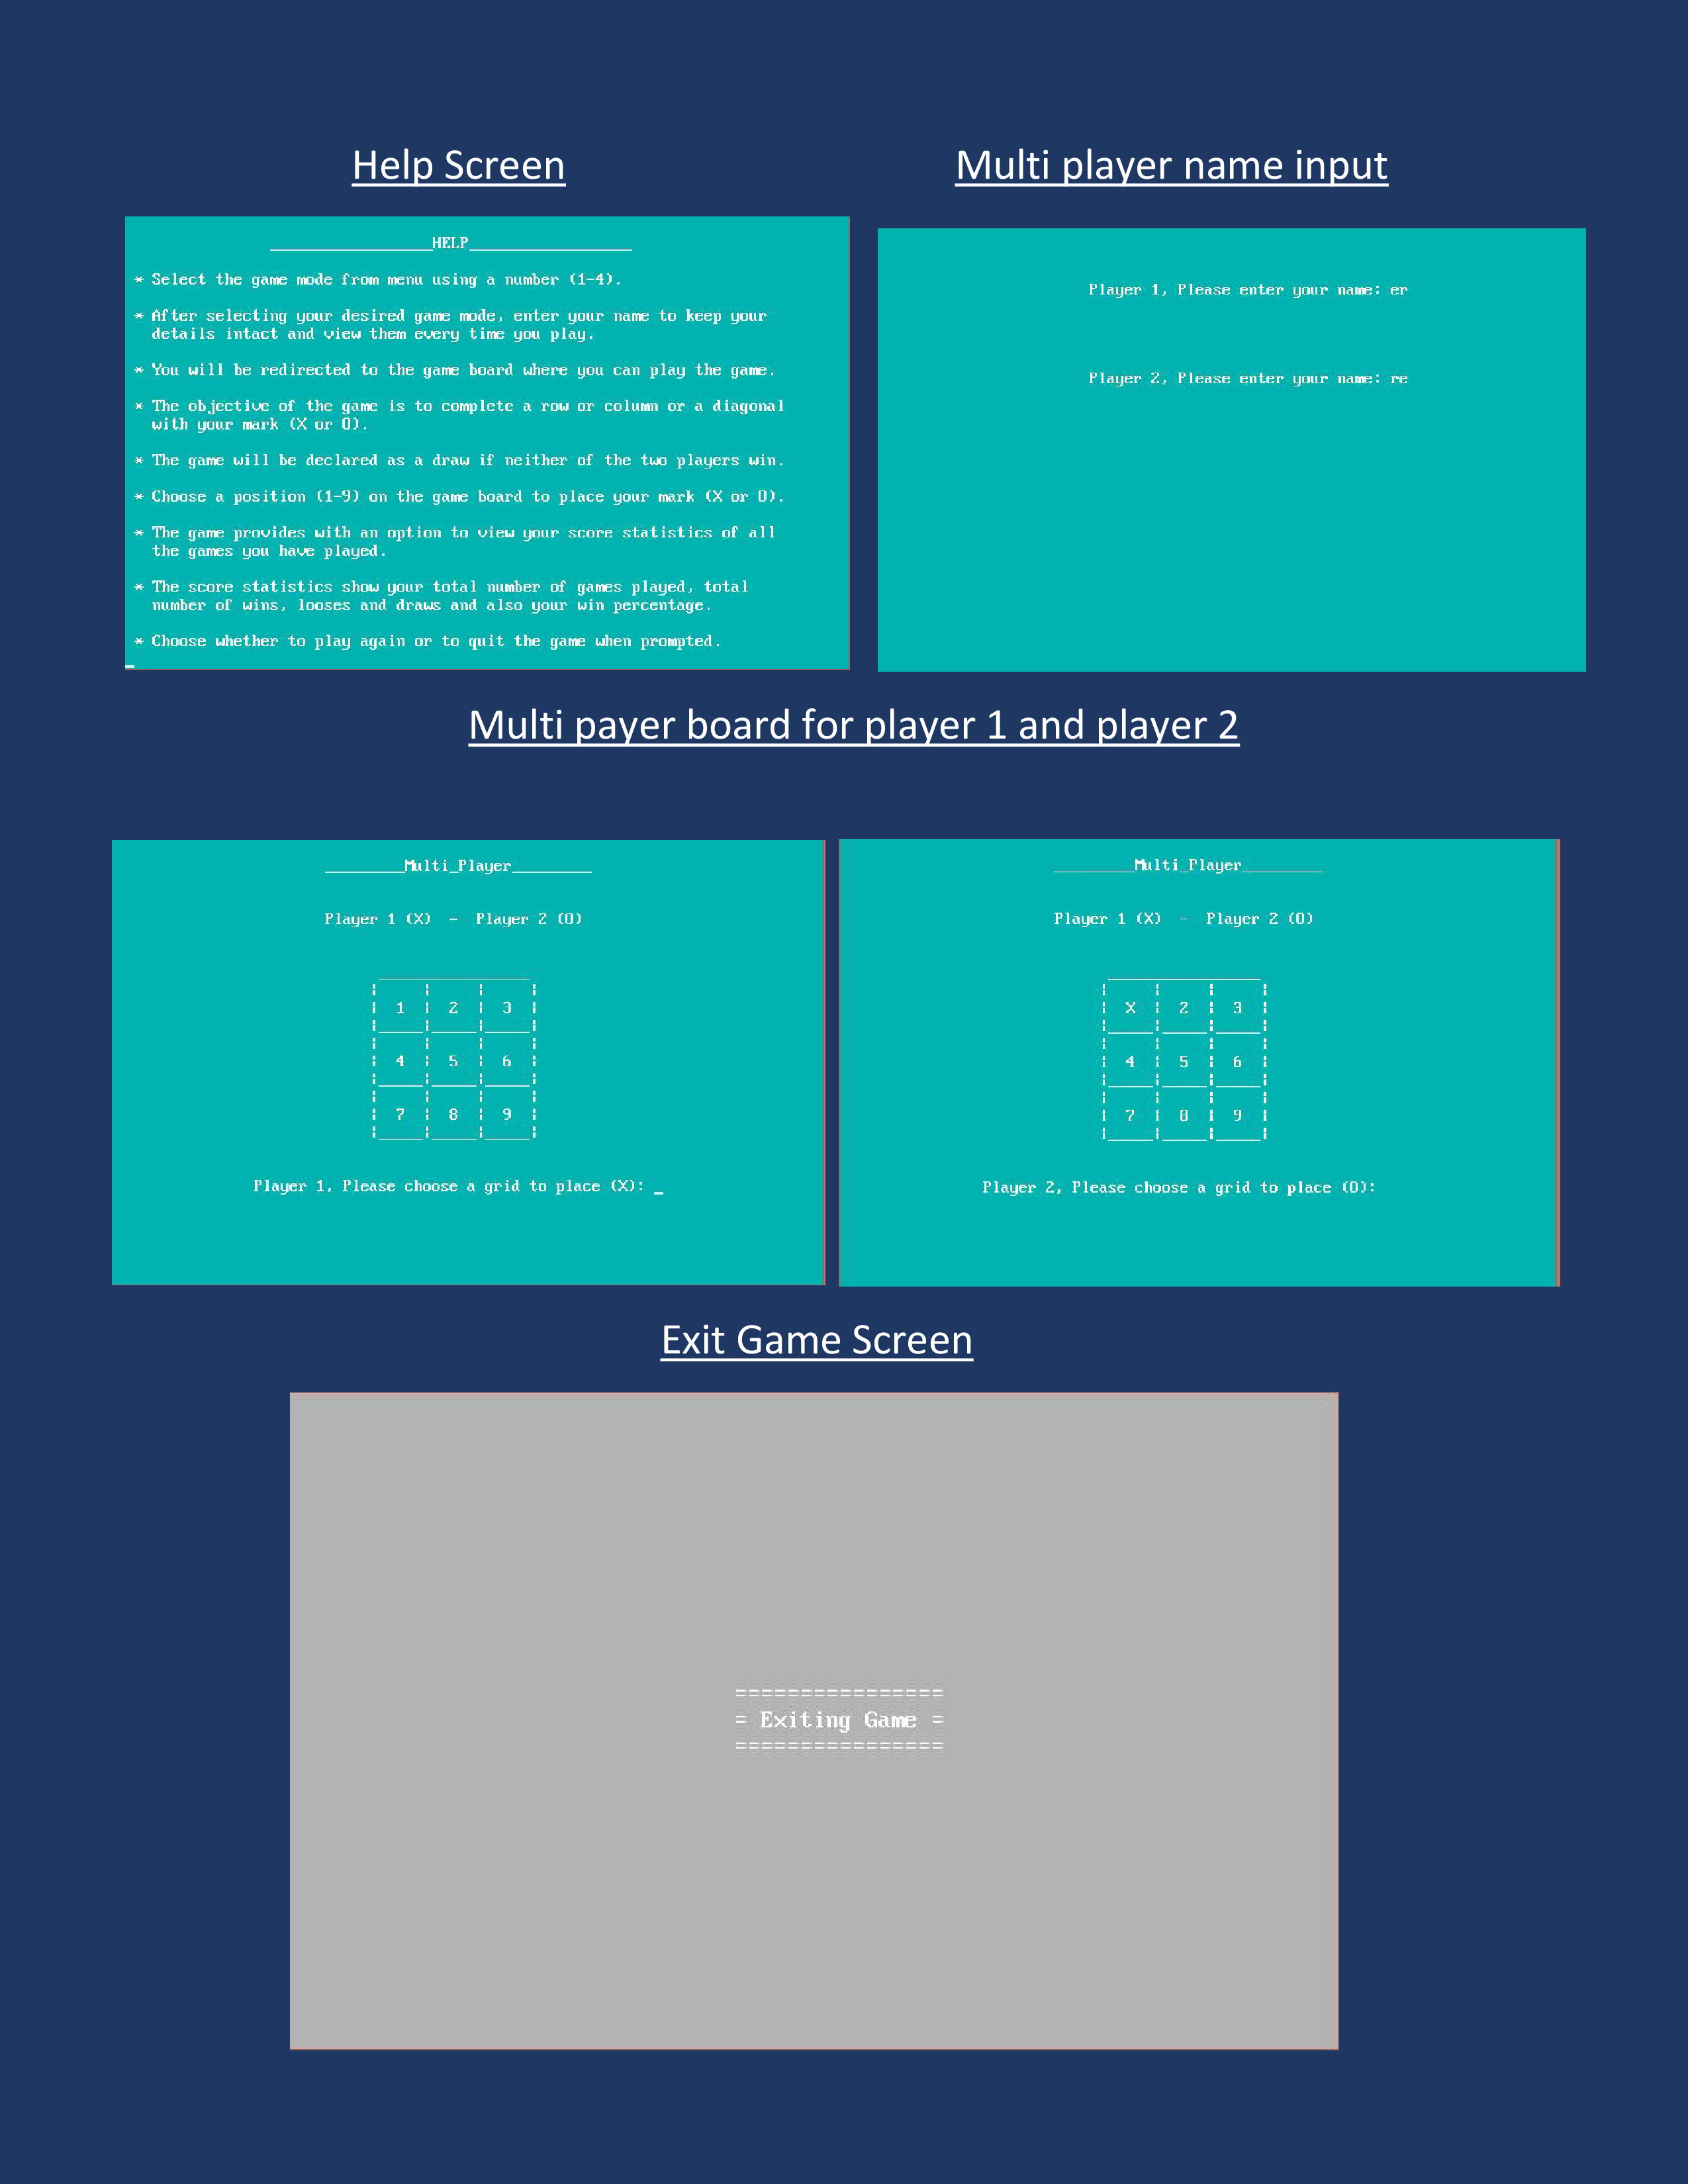 Help Screen
_________________HELP_________________
* Select the game mode from menu using a number (1-4).
* After selecting your desired game mode, enter your name to keep your
details intact and view them every time you play.
* You will be redirected to the game board where you can play the game.
* The objective of the game is to complete a row or column or a diagonal
with your mark (X or O).
* The game will be declared as a draw if neither of the two players win.
* Choose a position (1-9) on the game board to place your mark (X or O).
* The game provides with an option to view your score statistics of all
the games you have played.
* The score statistics show your total number of games played, total
number of wins, looses and draws and also your win percentage.
* Choose whether to play again or to quit the game when prompted.
Multi player name input
Player 1, Please enter your name: er
Player 2, Please enter your name: re
Multi payer board for player 1 and player 2
_________Multi_Player_________
Player 1 (X) - Player 2 (O)
1 2 3
4 5 6
7 8 9
Player 1, Please choose a grid to place (X): _
_________Multi_Player_________
Player 1 (X) - Player 2 (O)
X 2 3
4 5 6
7 8 9
Player 2, Please choose a grid to place (O):
Exit Game Screen
================
= Exiting Game =
================